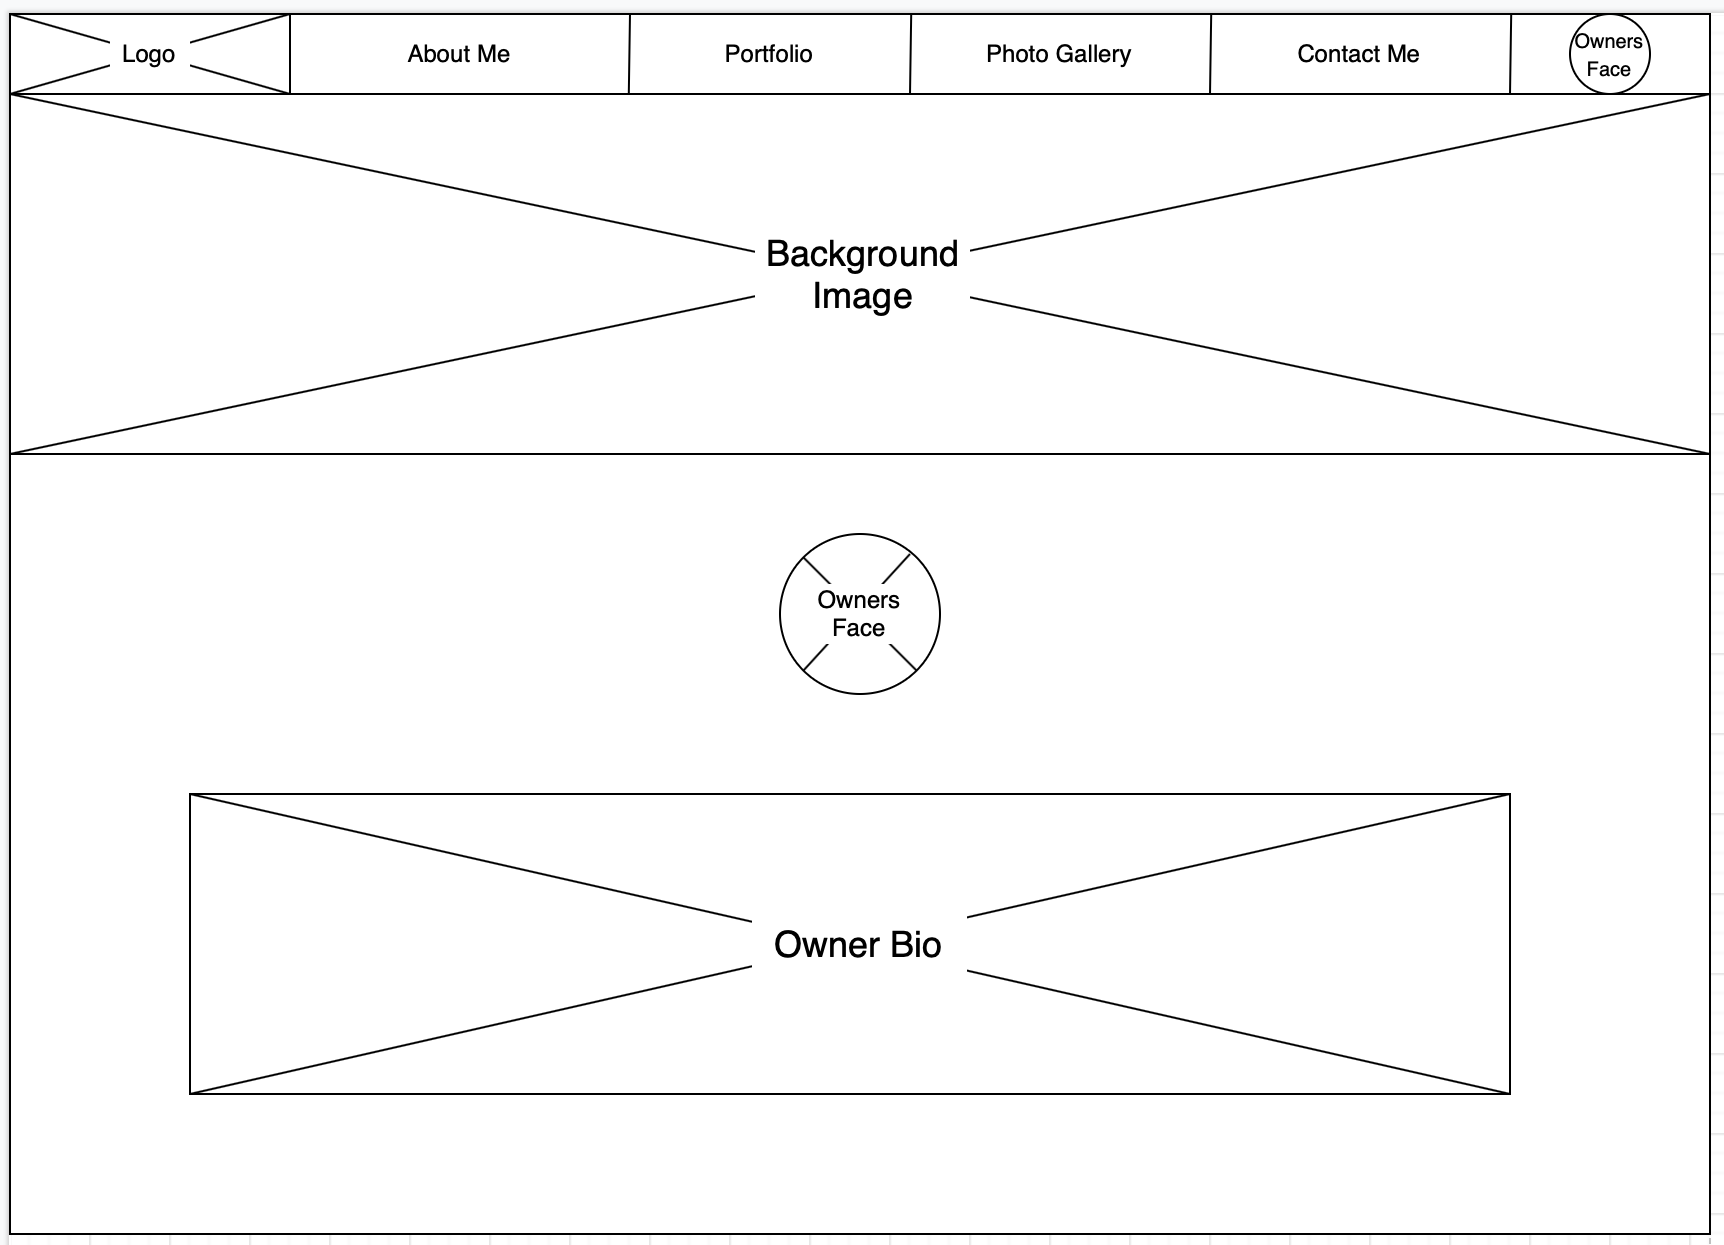 Logo
About Me
Portfolio
Photo Gallery
Contact Me
Owners
Face
Background
Image
Owners
Face
Owner Bio